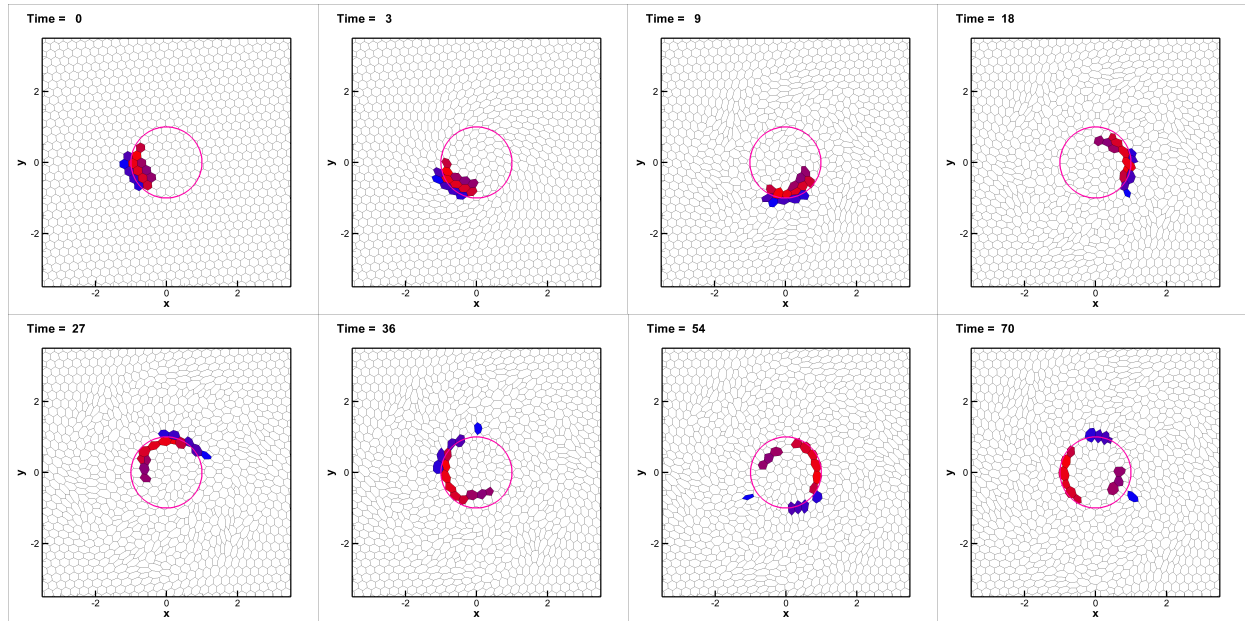 Time = 0
y
2
0
-2
-2 0 2
x
Time = 3
y
2
0
-2
-2 0 2
x
Time = 9
y
2
0
-2
-2 0 2
x
Time = 18
y
2
0
-2
-2 0 2
x
Time = 27
y
2
0
-2
-2 0 2
x
Time = 36
y
2
0
-2
-2 0 2
x
Time = 54
y
2
0
-2
-2 0 2
x
Time = 70
y
2
0
-2
-2 0 2
x